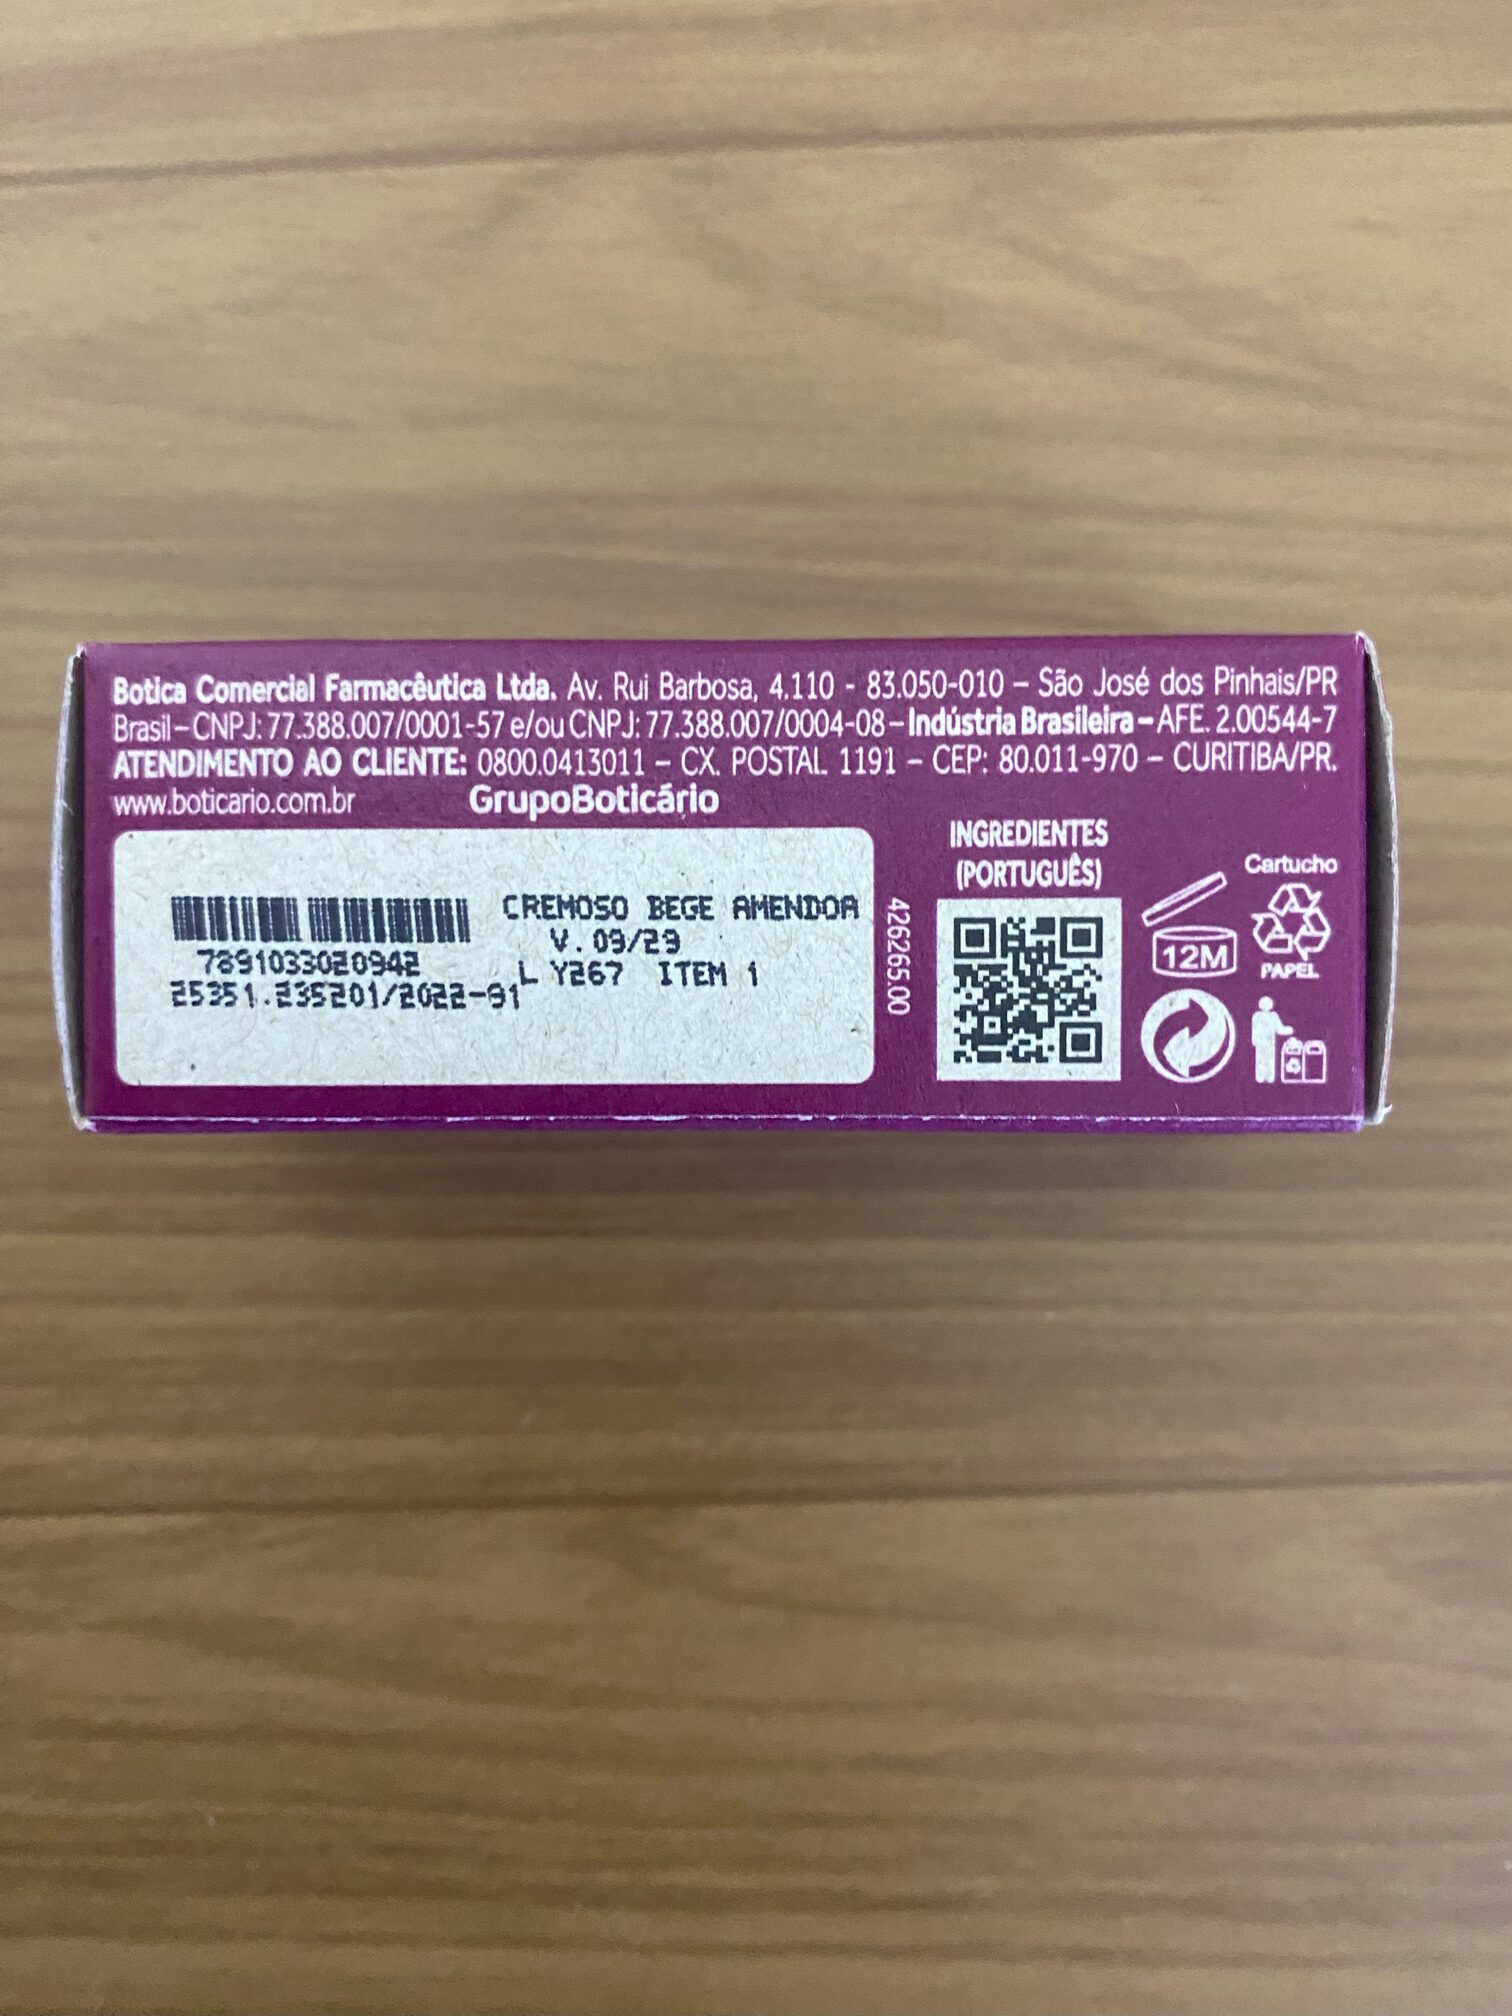 Botica Comercial Farmacêutica Ltda. Av. Rui Barbosa, 4.110 - 83.050-010 – São José dos Pinhais/PR
Brasil – CNPJ: 77.388.007/0001-57 e/ou CNPJ: 77.388.007/0004-08 – Indústria Brasileira – AFE. 2.00544-7
ATENDIMENTO AO CLIENTE: 0800.0413011 – CX. POSTAL 1191 – CEP: 80.011-970 – CURITIBA/PR.
www.boticario.com.br GrupoBoticário
CREMOSO BEGE AMENDOA
V. 09/29
7891033020942
L Y267 ITEM 1
25351.235201/2022-91
426265.00
INGREDIENTES
(PORTUGUÊS)
12M
Cartucho
PAPEL